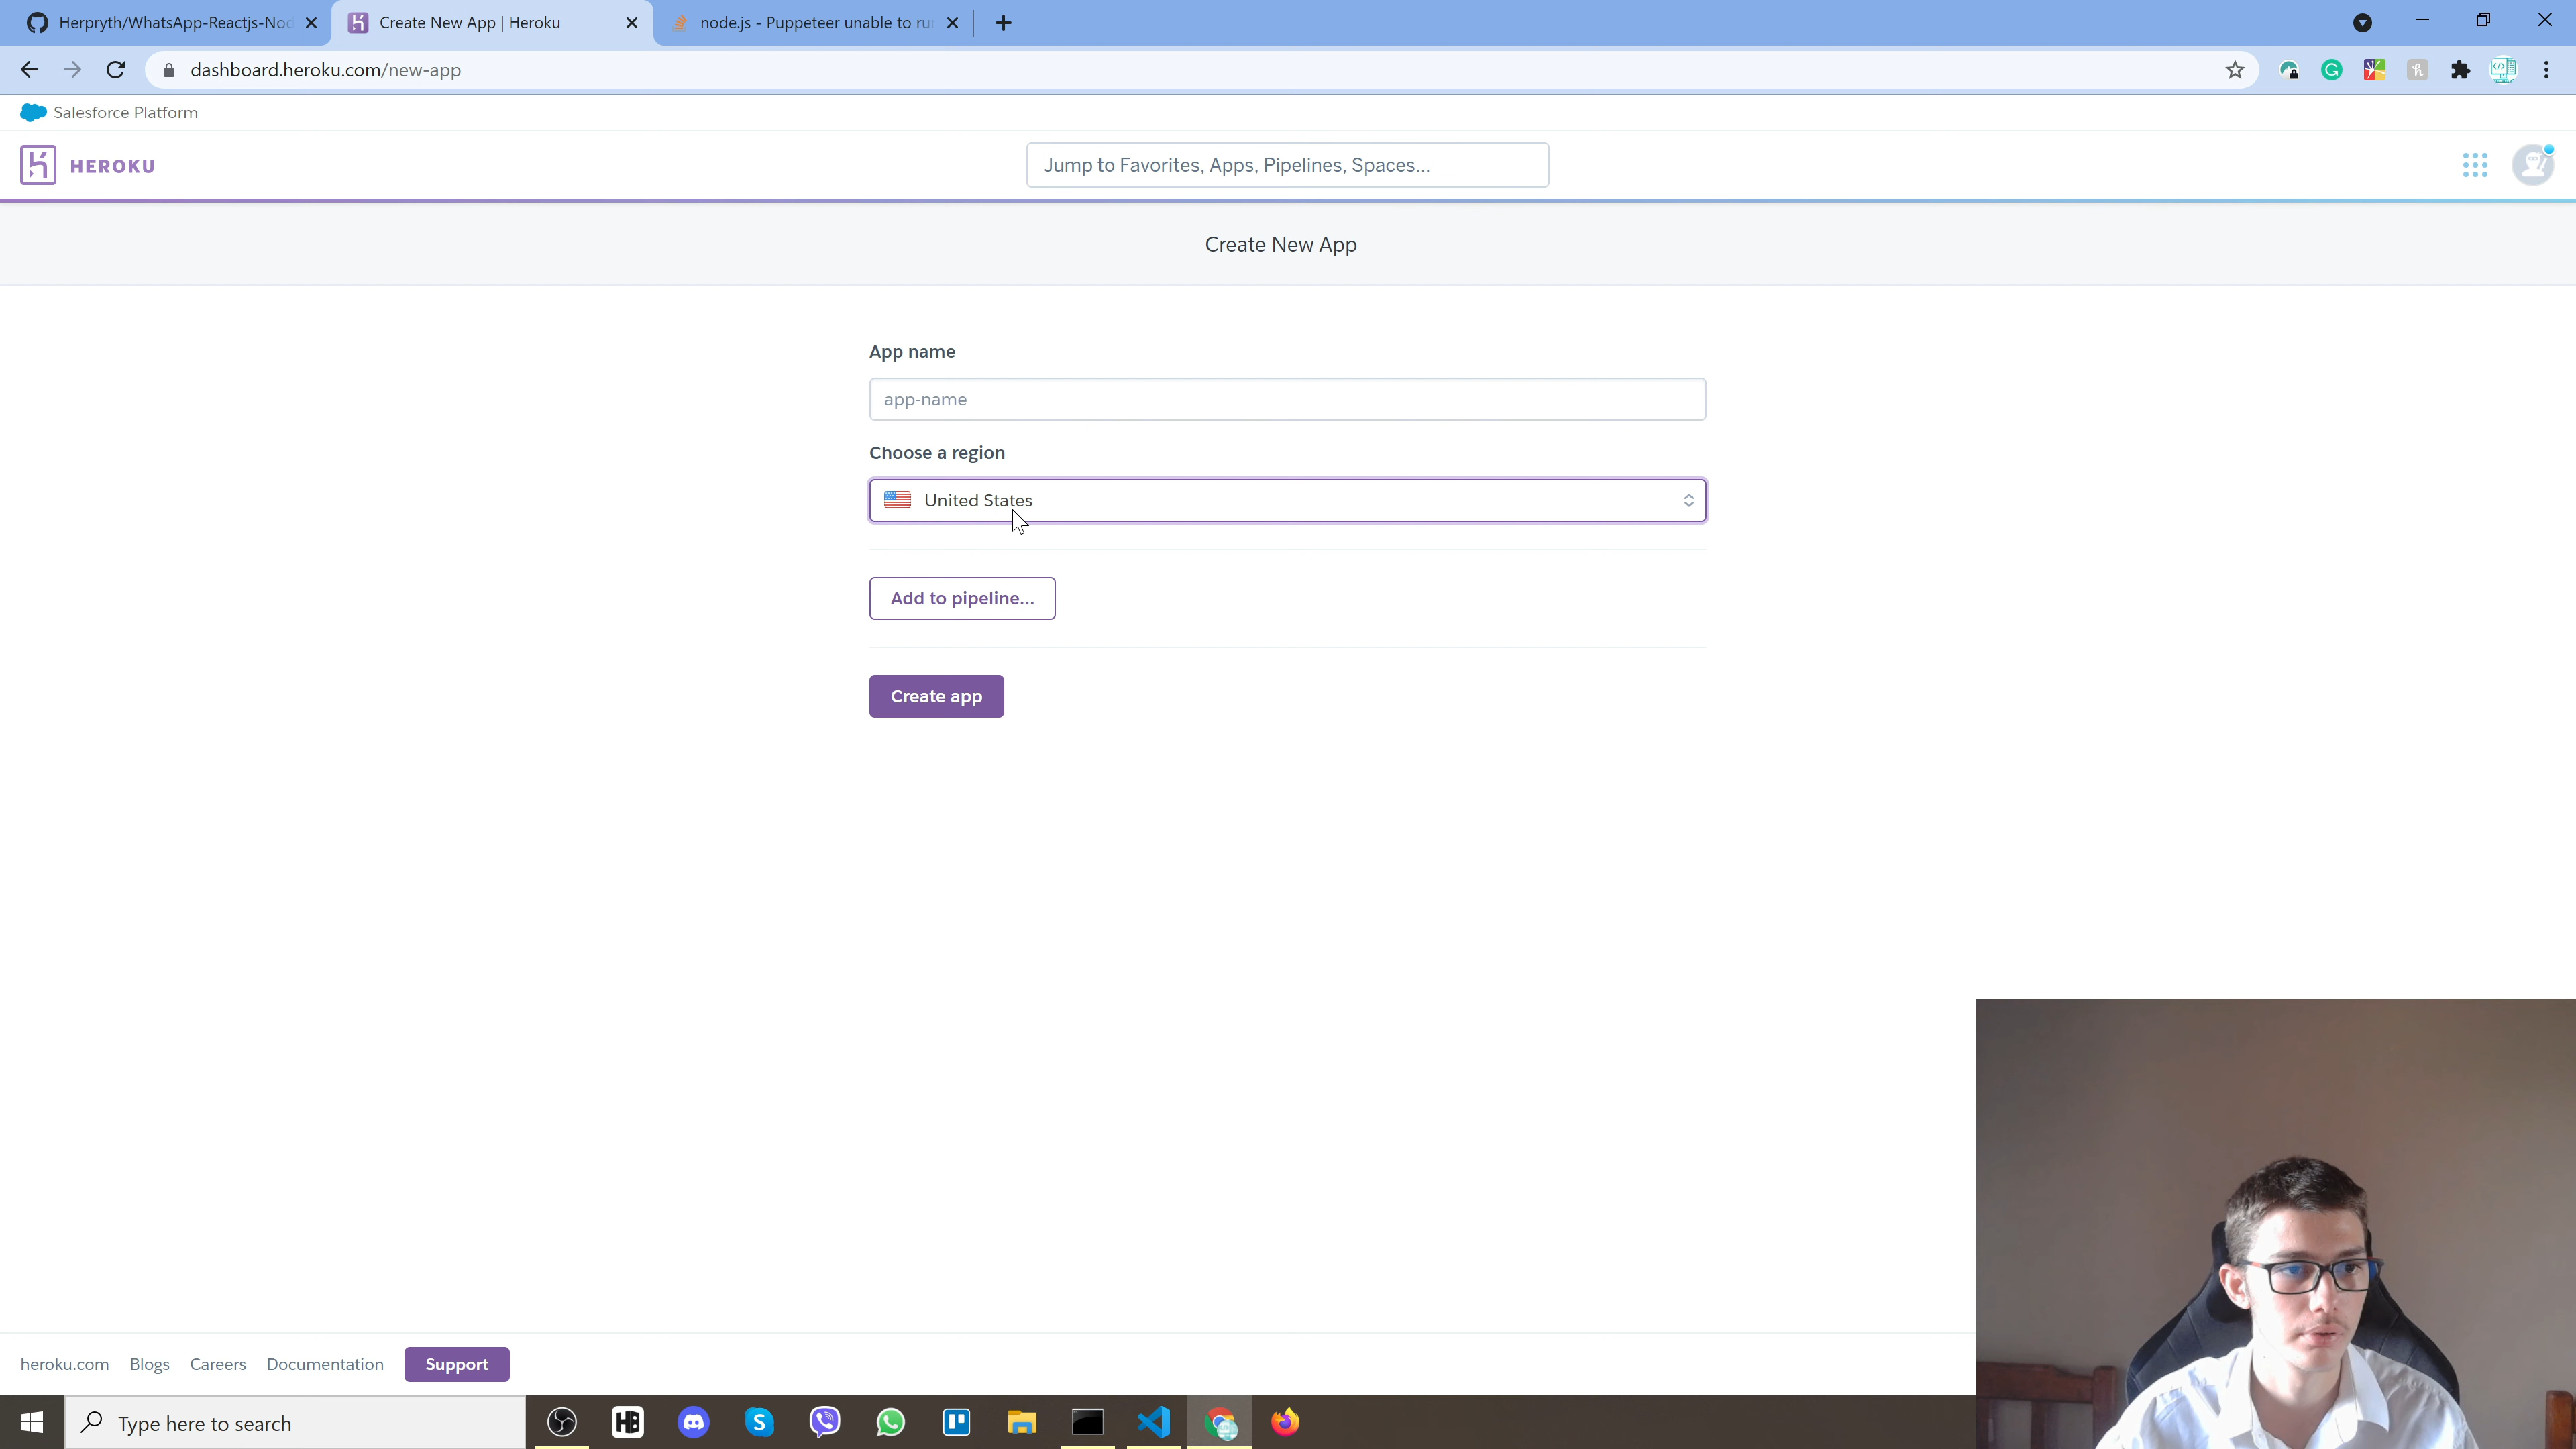 Herpryth/WhatsApp-Reactjs-Noc
Create New App | Heroku
node.js - Puppeteer unable to ru
dashboard.heroku.com/new-app
Salesforce Platform
HEROKU
Jump to Favorites, Apps, Pipelines, Spaces...
Create New App
App name
app-name
Choose a region
United States
Add to pipeline...
Create app
heroku.com Blogs Careers Documentation Support
Type here to search